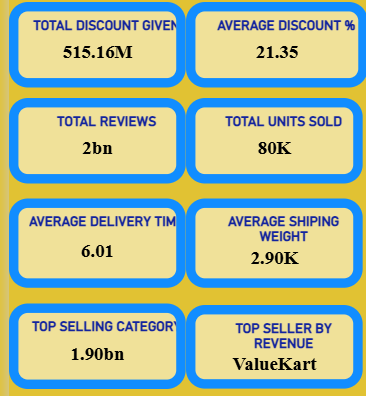 TOTAL DISCOUNT GIVEN
515.16M
AVERAGE DISCOUNT %
21.35
TOTAL REVIEWS
2bn
TOTAL UNITS SOLD
80K
AVERAGE DELIVERY TIM
6.01
AVERAGE SHIPING
WEIGHT
2.90K
TOP SELLING CATEGORY
1.90bn
TOP SELLER BY
REVENUE
ValueKart